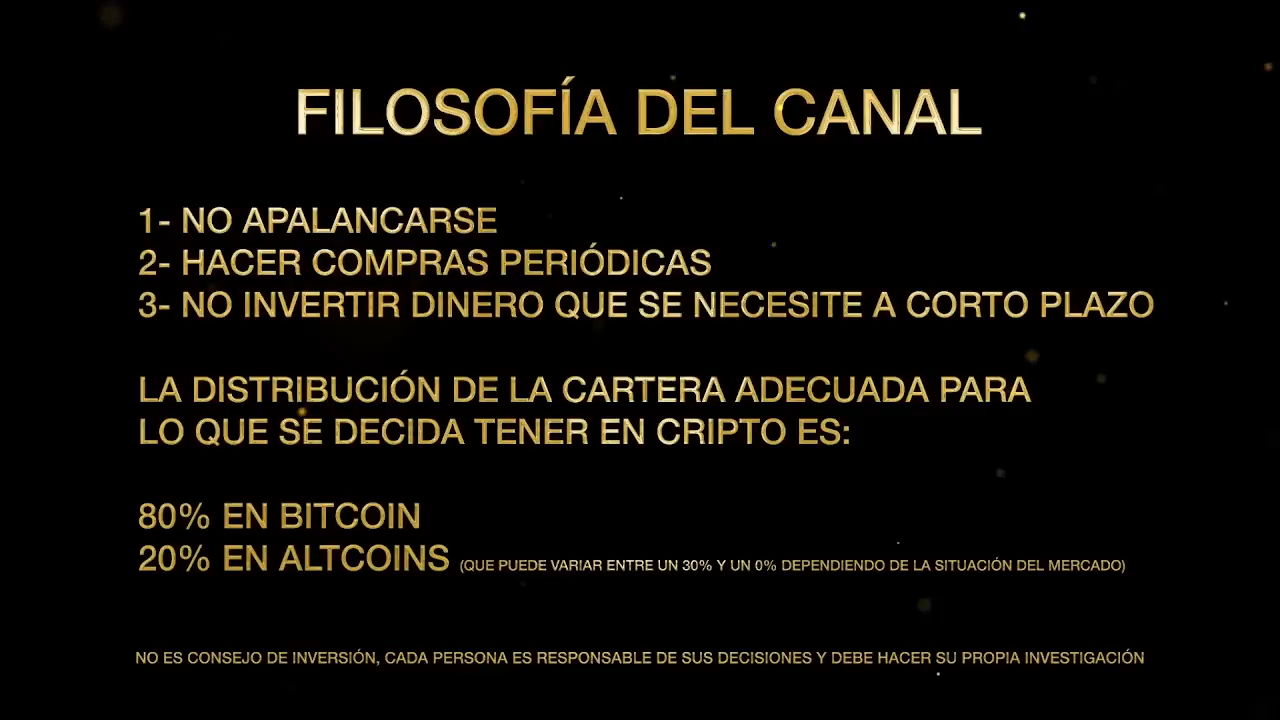 FILOSOFÍA DEL CANAL
1- NO APALANCARSE
2- HACER COMPRAS PERIÓDICAS
3- NO INVERTIR DINERO QUE SE NECESITE A CORTO PLAZO
LA DISTRIBUCIÓN DE LA CARTERA ADECUADA PARA
LO QUE SE DECIDA TENER EN CRIPTO ES:
80% EN BITCOIN
20% EN ALTCOINS (QUE PUEDE VARIAR ENTRE UN 30% Y UN 0% DEPENDIENDO DE LA SITUACIÓN DEL MERCADO)
NO ES CONSEJO DE INVERSIÓN, CADA PERSONA ES RESPONSABLE DE SUS DECISIONES Y DEBE HACER SU PROPIA INVESTIGACIÓN